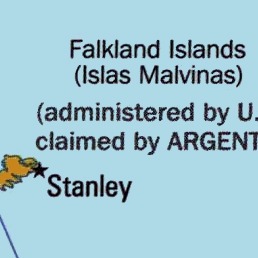 Falkland Islands
(Islas Malvinas)
(administered by U.
claimed by ARGENT
Stanley